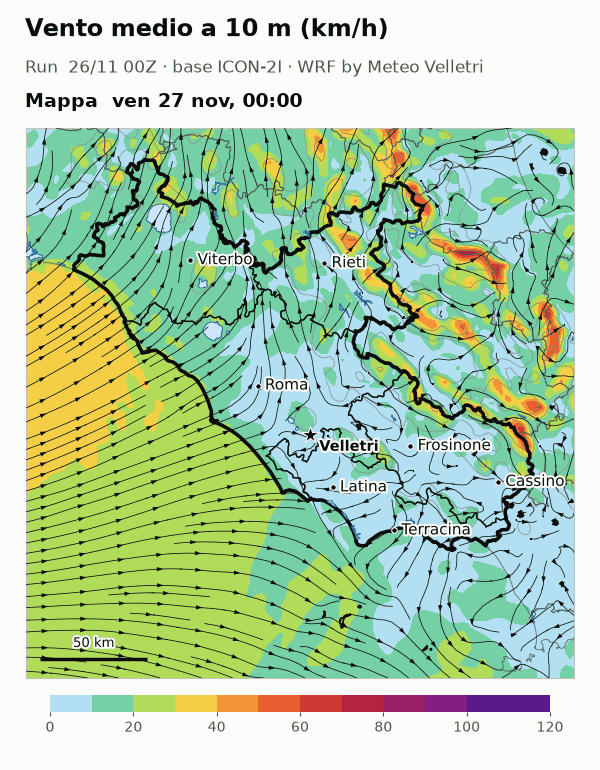 Vento medio a 10 m (km/h)
Run  26/11 00Z · base ICON-2I · WRF by Meteo Velletri
Mappa  ven 27 nov, 00:00
Viterbo
Rieti
Roma
Velletri
Frosinone
Latina
Cassino
Terracina
50 km
0 20 40 60 80 100 120